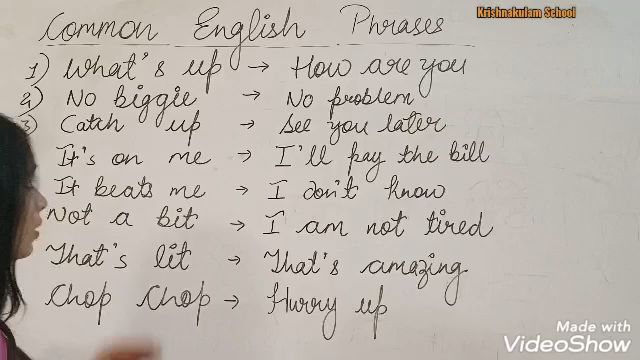 Krishnakulam School
Common English Phrases
1) What's up → How are you
2) No biggie → No problem
3) Catch up → See you later
It's on me → I'll pay the bill
It beats me → I don't know
Not a bit → I am not tired
That's lit → That's amazing
Chop Chop → Hurry up
Made with
VideoShow